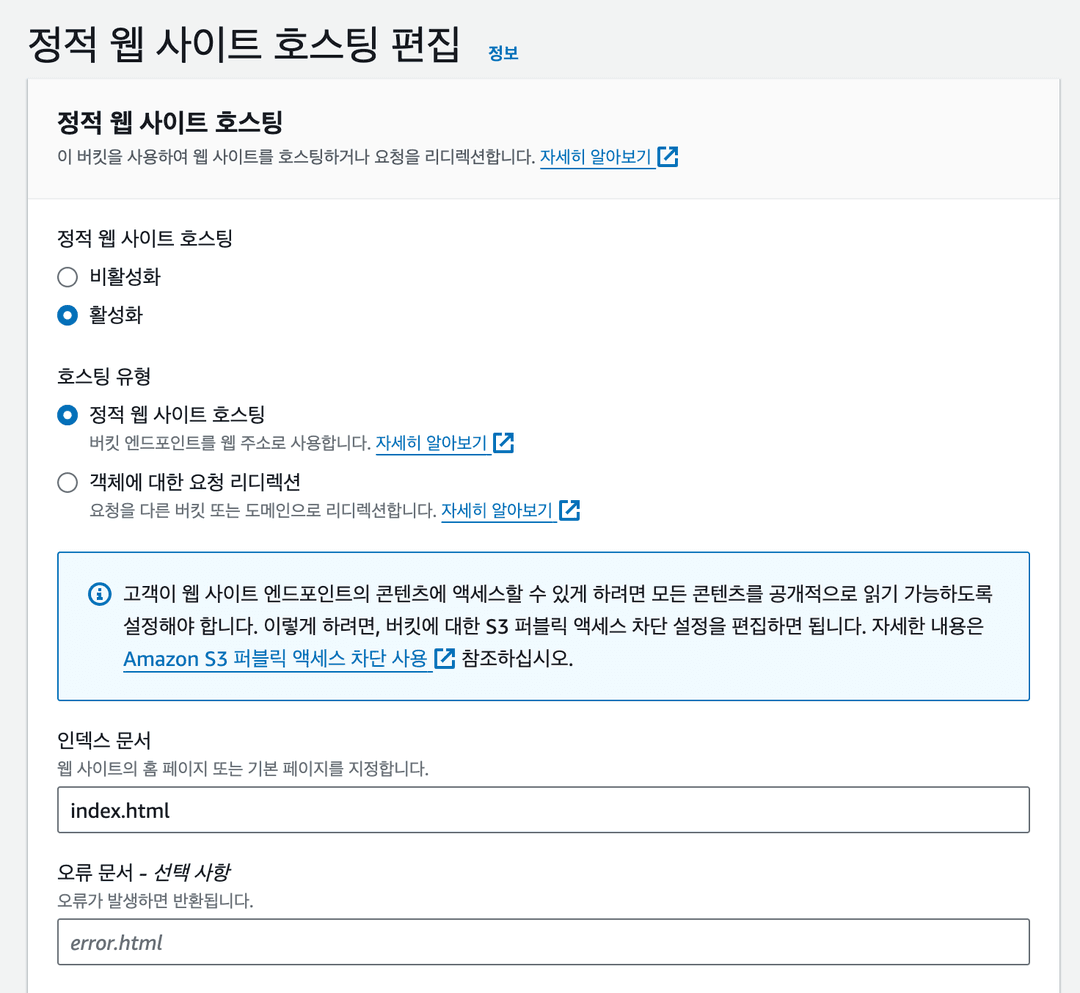 정적 웹 사이트 호스팅 편집 정보
정적 웹 사이트 호스팅
이 버킷을 사용하여 웹 사이트를 호스팅하거나 요청을 리디렉션합니다. 자세히 알아보기
정적 웹 사이트 호스팅
비활성화
활성화
호스팅 유형
정적 웹 사이트 호스팅
버킷 엔드포인트를 웹 주소로 사용합니다. 자세히 알아보기
객체에 대한 요청 리디렉션
요청을 다른 버킷 또는 도메인으로 리디렉션합니다. 자세히 알아보기
고객이 웹 사이트 엔드포인트의 콘텐츠에 액세스할 수 있게 하려면 모든 콘텐츠를 공개적으로 읽기 가능하도록
설정해야 합니다. 이렇게 하려면, 버킷에 대한 S3 퍼블릭 액세스 차단 설정을 편집하면 됩니다. 자세한 내용은
Amazon S3 퍼블릭 액세스 차단 사용 참조하십시오.
인덱스 문서
웹 사이트의 홈 페이지 또는 기본 페이지를 지정합니다.
index.html
오류 문서 - 선택 사항
오류가 발생하면 반환됩니다.
error.html